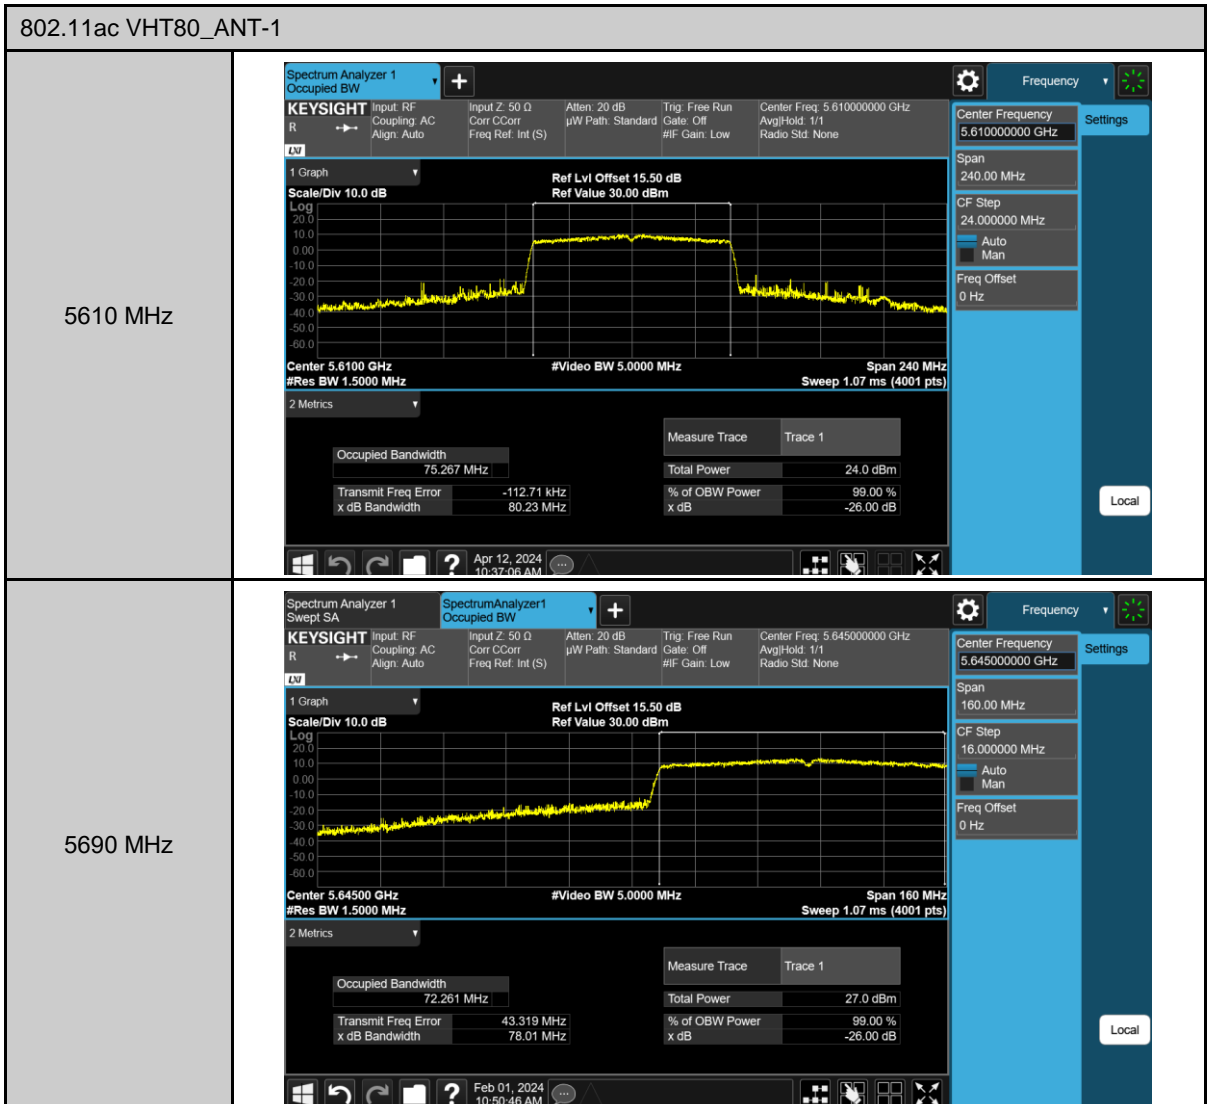 802.11ac VHT80_ANT-1
5610 MHz
Spectrum Analyzer 1
Occupied BW
+
Frequency
KEYSIGHT
R
LXI
Input: RF
Coupling: AC
Align: Auto
Input Z: 50 Ω
Corr CCorr
Freq Ref: Int (S)
Atten: 20 dB
µW Path: Standard
Trig: Free Run
Gate: Off
#IF Gain: Low
Center Freq: 5.610000000 GHz
Avg|Hold: 1/1
Radio Std: None
Center Frequency
5.610000000 GHz
Settings
Span
240.00 MHz
CF Step
24.000000 MHz
Auto
Man
Freq Offset
0 Hz
Local
1 Graph
Scale/Div 10.0 dB
Ref Lvl Offset 15.50 dB
Ref Value 30.00 dBm
Log
20.0
10.0
0.00
-10.0
-20.0
-30.0
-40.0
-50.0
-60.0
Center 5.6100 GHz
#Video BW 5.0000 MHz
Span 240 MHz
#Res BW 1.5000 MHz
Sweep 1.07 ms (4001 pts)
2 Metrics
Measure Trace Trace 1
Occupied Bandwidth
75.267 MHz
Total Power 24.0 dBm
Transmit Freq Error -112.71 kHz
% of OBW Power 99.00 %
x dB Bandwidth 80.23 MHz
x dB -26.00 dB
?
Apr 12, 2024
10:37:06 AM
5690 MHz
Spectrum Analyzer 1
Swept SA
SpectrumAnalyzer1
Occupied BW
+
Frequency
KEYSIGHT
R
LXI
Input: RF
Coupling: AC
Align: Auto
Input Z: 50 Ω
Corr CCorr
Freq Ref: Int (S)
Atten: 20 dB
µW Path: Standard
Trig: Free Run
Gate: Off
#IF Gain: Low
Center Freq: 5.645000000 GHz
Avg|Hold: 1/1
Radio Std: None
Center Frequency
5.645000000 GHz
Settings
Span
160.00 MHz
CF Step
16.000000 MHz
Auto
Man
Freq Offset
0 Hz
Local
1 Graph
Scale/Div 10.0 dB
Ref Lvl Offset 15.50 dB
Ref Value 30.00 dBm
Log
20.0
10.0
0.00
-10.0
-20.0
-30.0
-40.0
-50.0
-60.0
Center 5.64500 GHz
#Video BW 5.0000 MHz
Span 160 MHz
#Res BW 1.5000 MHz
Sweep 1.07 ms (4001 pts)
2 Metrics
Measure Trace Trace 1
Occupied Bandwidth
72.261 MHz
Total Power 27.0 dBm
Transmit Freq Error 43.319 MHz
% of OBW Power 99.00 %
x dB Bandwidth 78.01 MHz
x dB -26.00 dB
?
Feb 01, 2024
10:50:46 AM